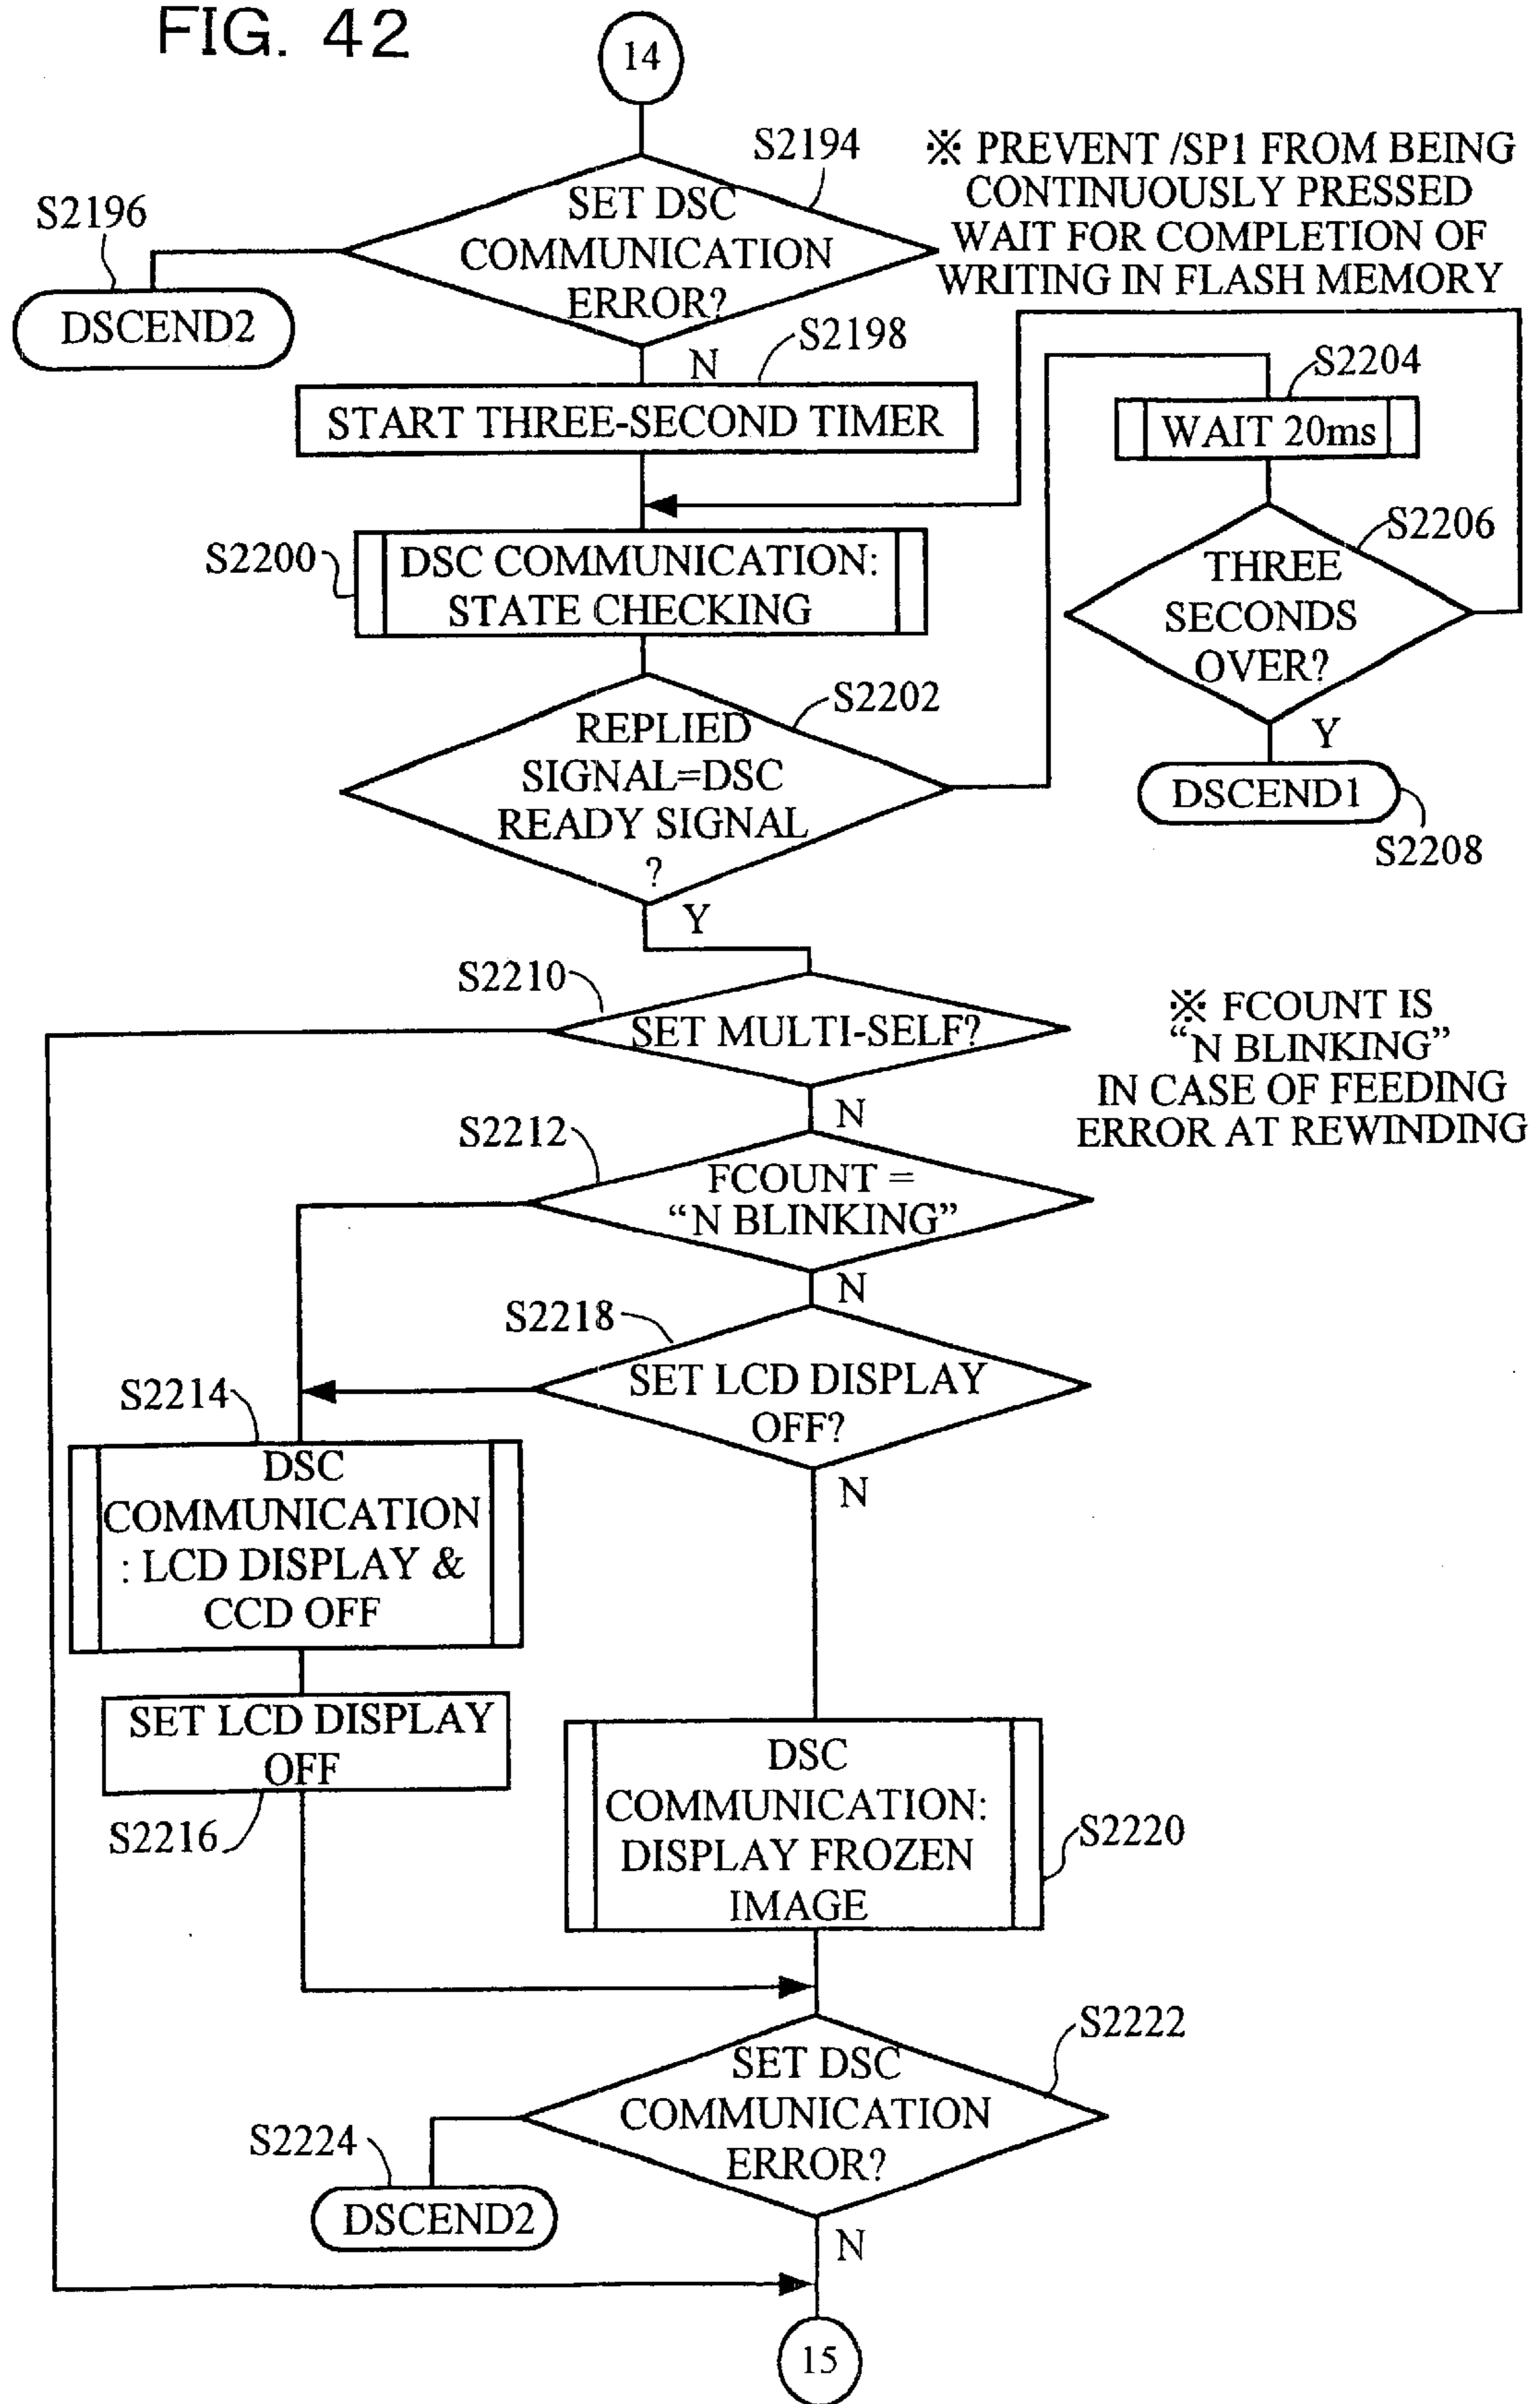 FIG. 42
14
S2194
※ PREVENT /SP1 FROM BEING
CONTINUOUSLY PRESSED
WAIT FOR COMPLETION OF
WRITING IN FLASH MEMORY
S2196
SET DSC
COMMUNICATION
ERROR?
DSCEND2
N
S2198
START THREE-SECOND TIMER
S2204
WAIT 20ms
S2200
DSC COMMUNICATION:
STATE CHECKING
S2206
THREE
SECONDS
OVER?
S2202
REPLIED
SIGNAL=DSC
READY SIGNAL
?
Y
DSCEND1
S2208
Y
S2210
SET MULTI-SELF?
※ FCOUNT IS
“N BLINKING”
IN CASE OF FEEDING
ERROR AT REWINDING
N
S2212
FCOUNT =
“N BLINKING”
N
S2218
SET LCD DISPLAY
OFF?
N
S2214
DSC
COMMUNICATION
: LCD DISPLAY &
CCD OFF
SET LCD DISPLAY
OFF
S2216
DSC
COMMUNICATION:
DISPLAY FROZEN
IMAGE
S2220
S2222
SET DSC
COMMUNICATION
ERROR?
S2224
DSCEND2
N
15